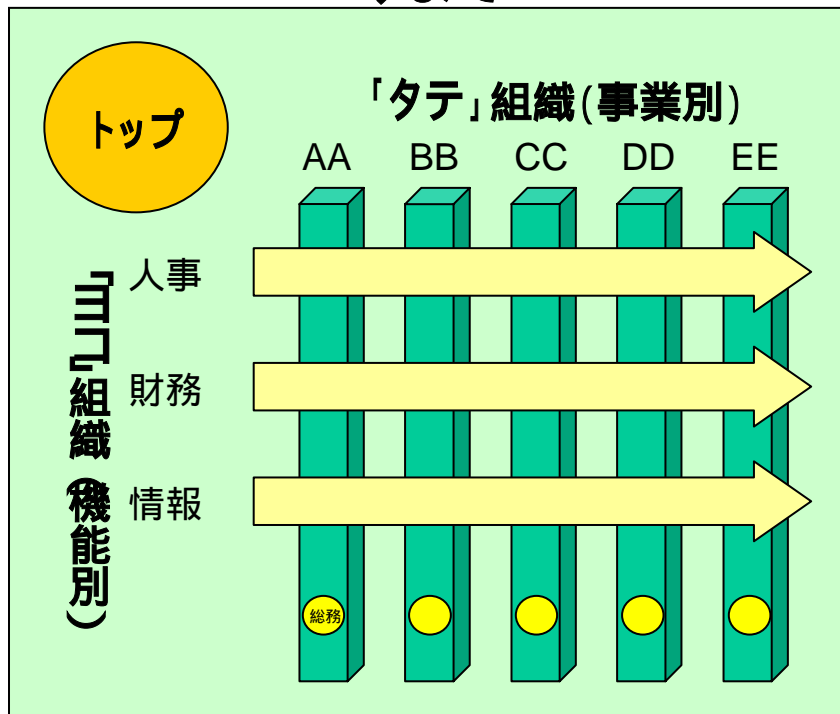 トップ
「タテ」組織(事業別)
AA BB CC DD EE
「ヨコ」組織(機能別)
人事
財務
情報
総務